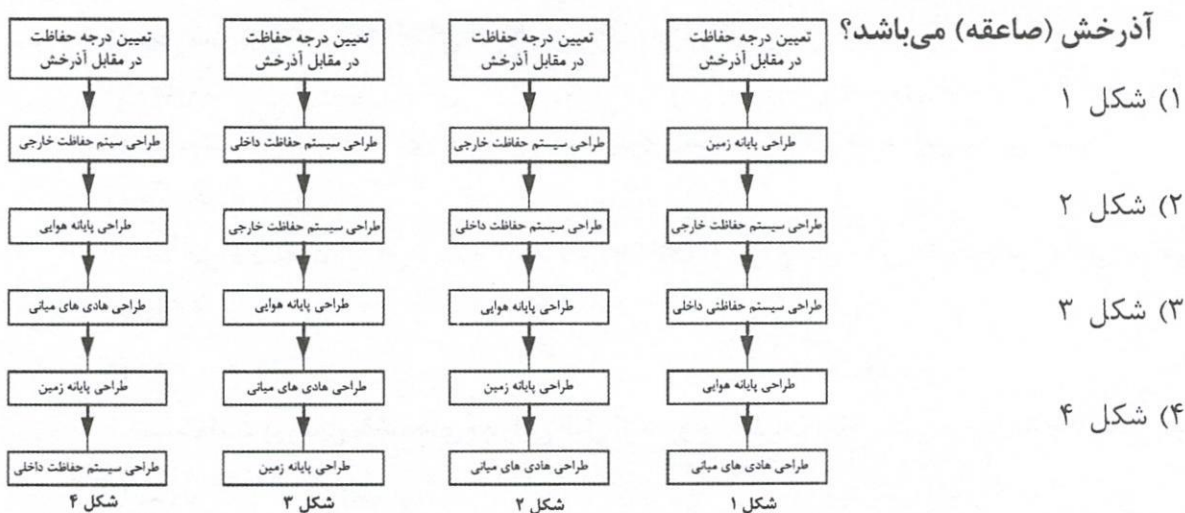 آذرخش (صاعقه) می‌باشد؟
۱) شکل ۱
۲) شکل ۲
۳) شکل ۳
۴) شکل ۴
تعیین درجه حفاظت
در مقابل آذرخش
طراحی پایانه زمین
طراحی سیستم حفاظت خارجی
طراحی سیستم حفاظتی داخلی
طراحی پایانه هوایی
طراحی هادی های میانی
شکل ۱
تعیین درجه حفاظت
در مقابل آذرخش
طراحی سیستم حفاظت خارجی
طراحی سیستم حفاظت داخلی
طراحی پایانه هوایی
طراحی پایانه زمین
طراحی هادی های میانی
شکل ۲
تعیین درجه حفاظت
در مقابل آذرخش
طراحی سیستم حفاظت داخلی
طراحی سیستم حفاظت خارجی
طراحی پایانه هوایی
طراحی هادی های میانی
طراحی پایانه زمین
شکل ۳
تعیین درجه حفاظت
در مقابل آذرخش
طراحی سیتم حفاظت خارجی
طراحی پایانه هوایی
طراحی هادی های میانی
طراحی پایانه زمین
طراحی سیستم حفاظت داخلی
شکل ۴